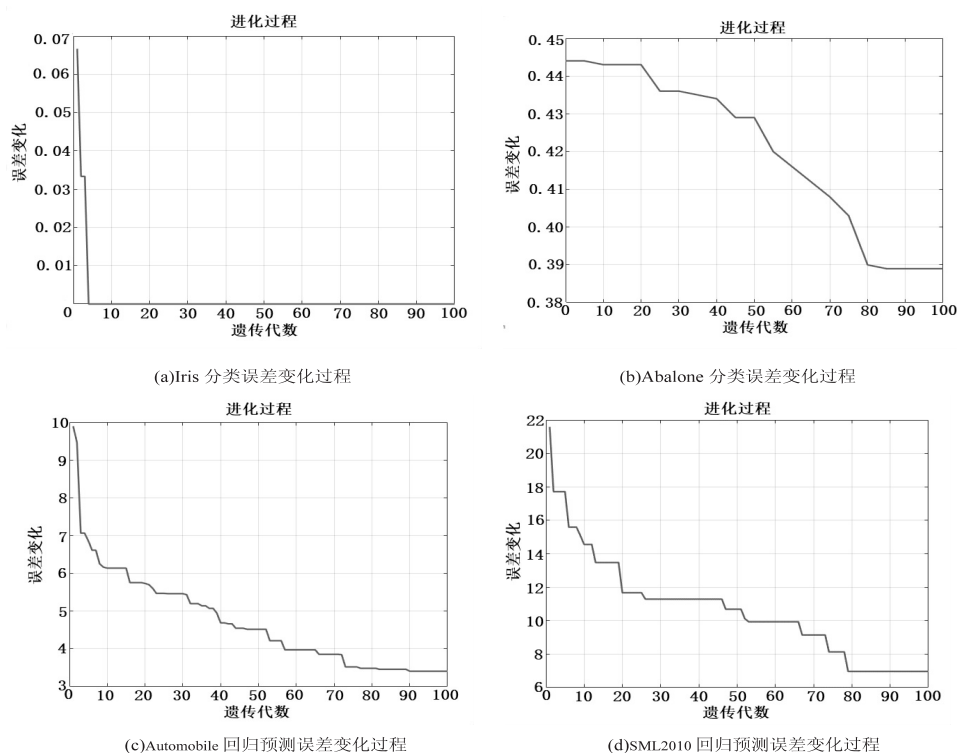 进化过程
0. 07
0. 06
0. 05
0. 04
0. 03
0. 02
0. 01
误差变化
0 10 20 30 40 50 60 70 80 90 100
遗传代数
(a)Iris 分类误差变化过程
进化过程
0. 45
0. 44
0. 43
0. 42
0. 41
0. 40
0. 39
0. 38
误差变化
0 10 20 30 40 50 60 70 80 90 100
遗传代数
(b)Abalone 分类误差变化过程
进化过程
10
9
8
7
6
5
4
3
误差变化
0 10 20 30 40 50 60 70 80 90 100
遗传代数
(c)Automobile 回归预测误差变化过程
进化过程
22
20
18
16
14
12
10
8
6
误差变化
0 10 20 30 40 50 60 70 80 90 100
遗传代数
(d)SML2010 回归预测误差变化过程